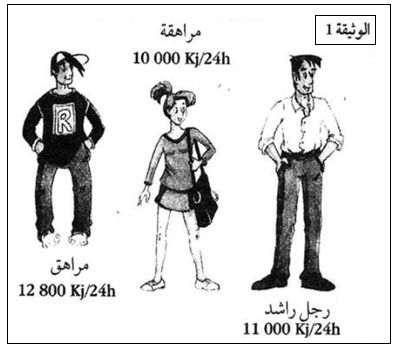 الوثيقة 1
مراهقة
10 000 Kj/24h
R
مراهق
12 800 Kj/24h
رجل راشد
11 000 Kj/24h